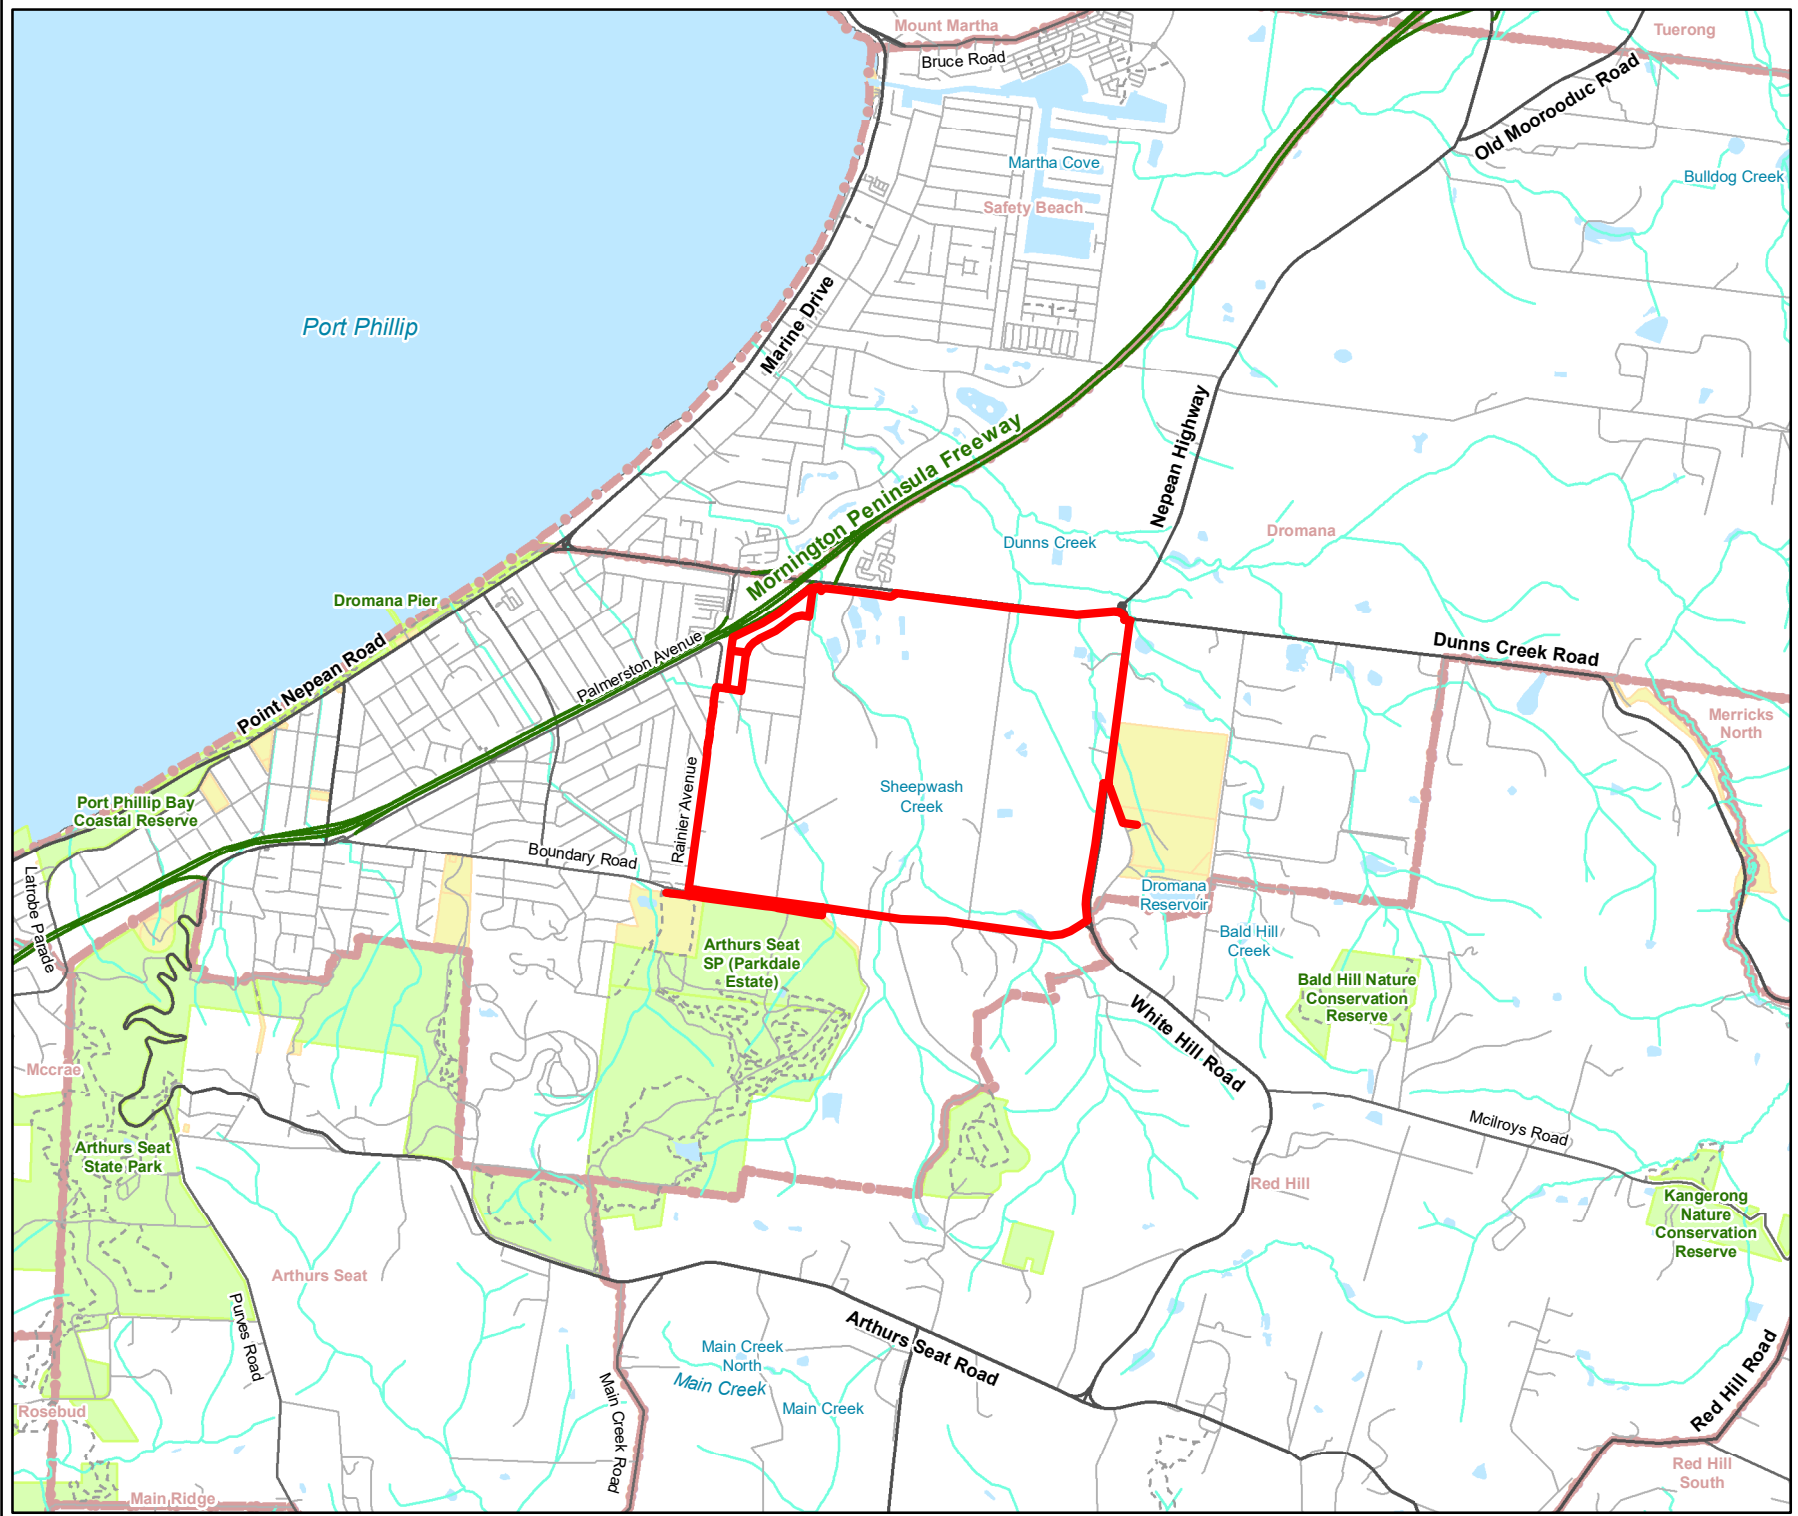 Mount Martha
Tuerong
Bruce Road
Old Moorooduc Road
Martha Cove
Bulldog Creek
Safety Beach
Port Phillip
Marine Drive
Mornington Peninsula Freeway
Nepean Highway
Dromana
Dunns Creek
Dromana Pier
Point Nepean Road
Palmerston Avenue
Dunns Creek Road
Merricks
North
Port Phillip Bay
Coastal Reserve
Rainier Avenue
Sheepwash
Creek
Boundary Road
Latrobe Parade
Dromana
Reservoir
Arthurs Seat
SP (Parkdale
Estate)
Bald Hill
Creek
Bald Hill Nature
Conservation
Reserve
White Hill Road
Mccrae
Mcilroys Road
Arthurs Seat
State Park
Red Hill
Kangerong
Nature
Conservation
Reserve
Arthurs Seat
Purves Road
Arthurs Seat Road
Main Creek
North
Main Creek
Main Creek
Main Creek Road
Red Hill Road
Rosebud
Red Hill
South
Main Ridge